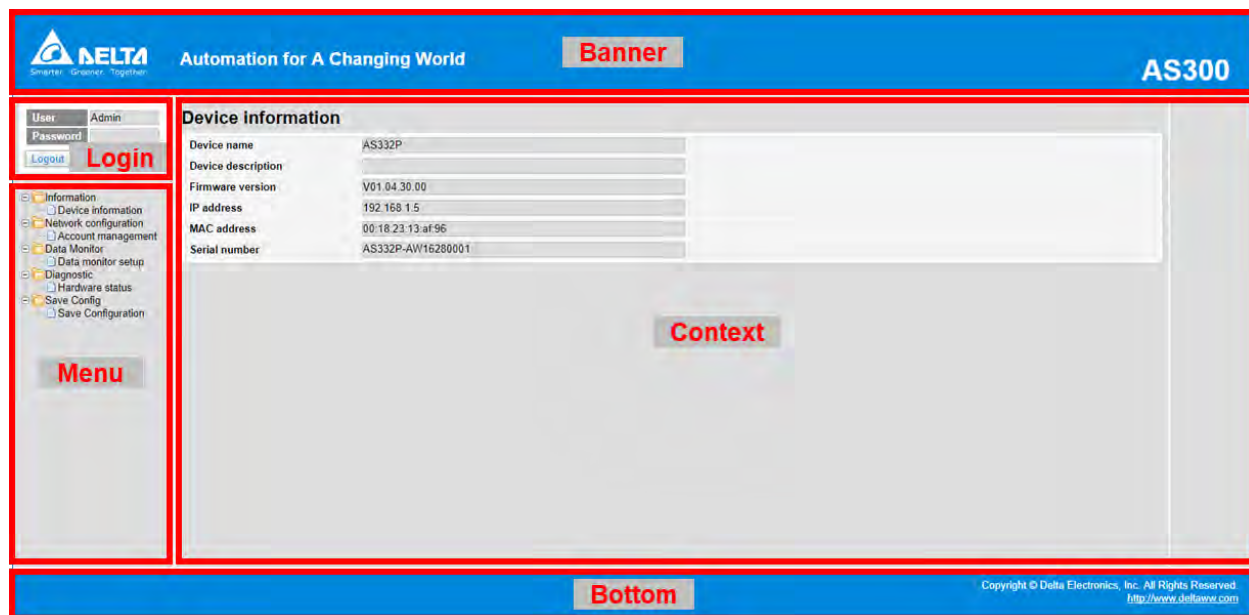 DELTA
Smarter. Greener. Together.
Automation for A Changing World
Banner
AS300
User Admin
Password
Logout
Login
Information
Device information
Network configuration
Account management
Data Monitor
Data monitor setup
Diagnostic
Hardware status
Save Config
Save Configuration
Menu
Device information
Device name AS332P
Device description
Firmware version V01.04.30.00
IP address 192.168.1.5
MAC address 00:18:23:13:af:96
Serial number AS332P-AW16280001
Context
Bottom
Copyright © Delta Electronics, Inc. All Rights Reserved.
http://www.deltaww.com